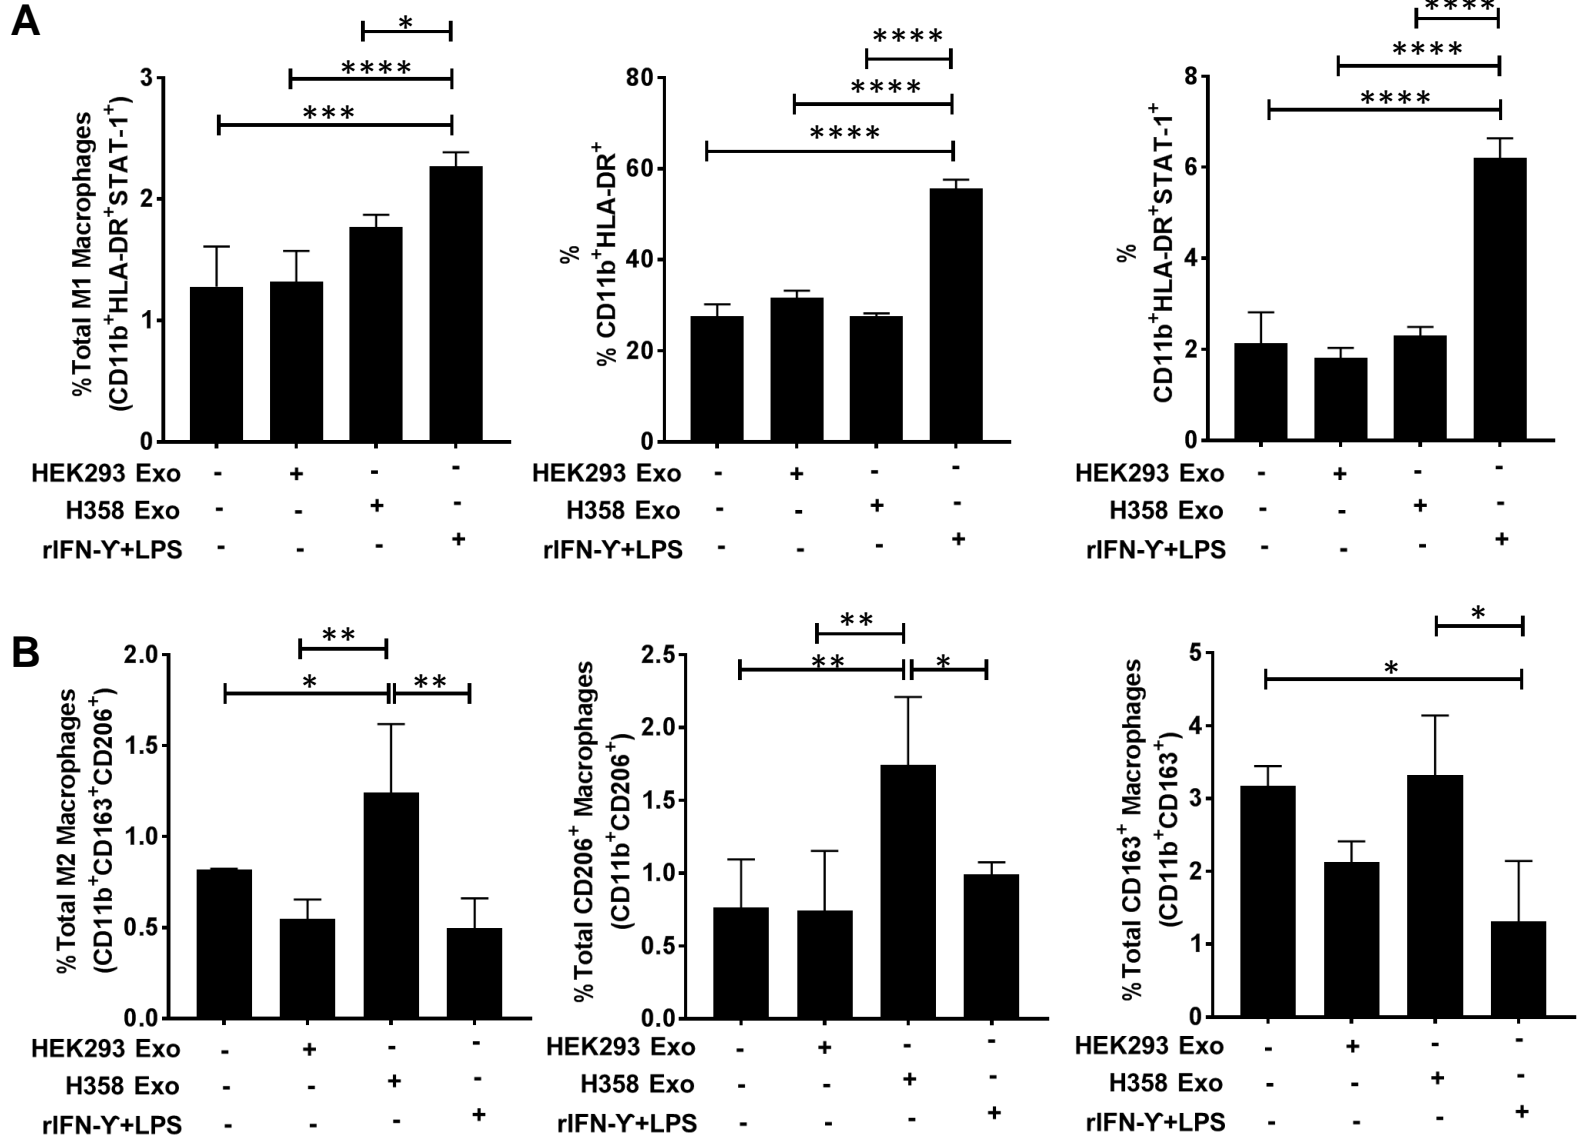 A
*
****
***
3
2
1
0
%Total M1 Macrophages
(CD11b+HLA-DR+STAT-1+)
HEK293 Exo - + - -
H358 Exo - - + -
rIFN-ϒ+LPS - - - +
****
****
****
80
60
40
20
0
%
% CD11b+HLA-DR+
HEK293 Exo - + - -
H358 Exo - - + -
rIFN-ϒ+LPS - - - +
****
****
****
8
6
4
2
0
%
CD11b+HLA-DR+STAT-1+
HEK293 Exo - + - -
H358 Exo - - + -
rIFN-ϒ+LPS - - - +
B
**
* **
2.0
1.5
1.0
0.5
0.0
%Total M2 Macrophages
(CD11b+CD163+CD206+)
HEK293 Exo - + - -
H358 Exo - - + -
rIFN-ϒ+LPS - - - +
**
** *
2.5
2.0
1.5
1.0
0.5
0.0
%Total CD206+ Macrophages
(CD11b+CD206+)
HEK293 Exo - + - -
H358 Exo - - + -
rIFN-ϒ+LPS - - - +
*
*
5
4
3
2
1
0
%Total CD163+ Macrophages
(CD11b+CD163+)
HEK293 Exo - + - -
H358 Exo - - + -
rIFN-ϒ+LPS - - - +